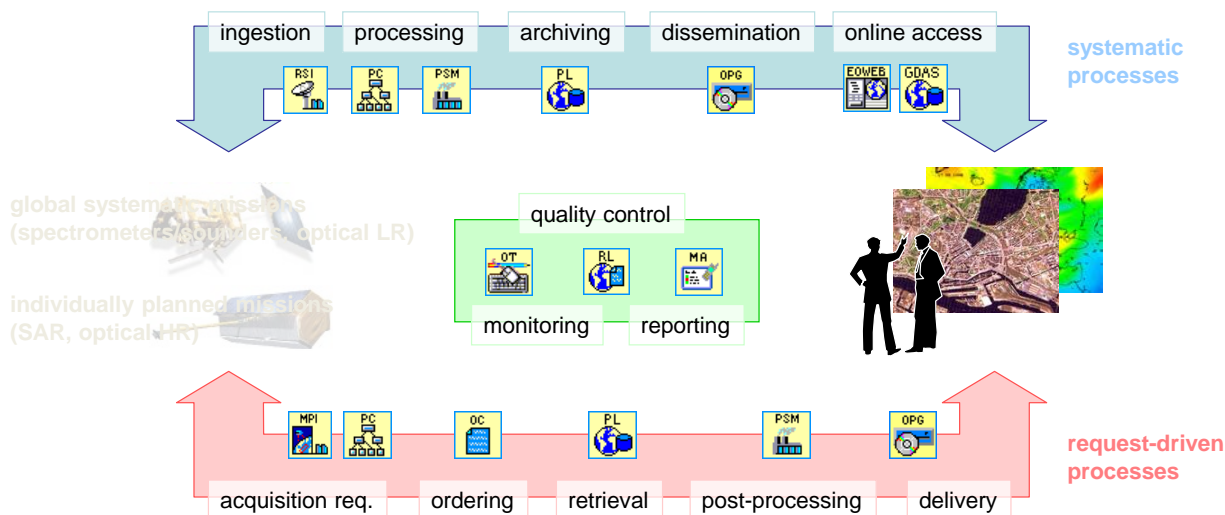 ingestion processing archiving dissemination online access
systematic
processes
RSI PC PSM PL OPG EOWEB GDAS
global systematic missions
(spectrometers/sounders, optical LR)
individually planned missions
(SAR, optical HR)
quality control
OT RL MA
monitoring reporting
MPI PC OC PL PSM OPG
request-driven
processes
acquisition req. ordering retrieval post-processing delivery